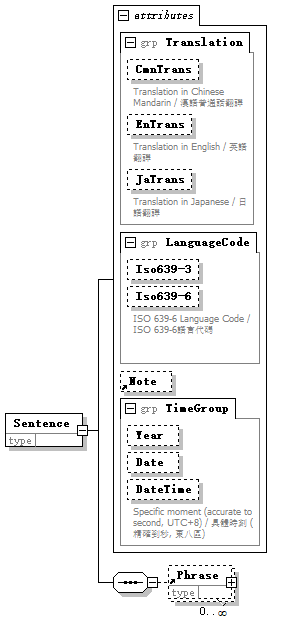 attributes
grp Translation
CmnTrans
Translation in Chinese
Mandarin / 漢語普通話翻譯
EnTrans
Translation in English / 英語
翻譯
JaTrans
Translation in Japanese / 日
語翻譯
grp LanguageCode
Iso639-3
Iso639-6
ISO 639-6 Language Code /
ISO 639-6語言代碼
Note
grp TimeGroup
Year
Date
DateTime
Specific moment (accurate to
second, UTC+8) / 具體時刻 (
精確到秒, 東八區)
Sentence
type
Phrase
type
0..∞